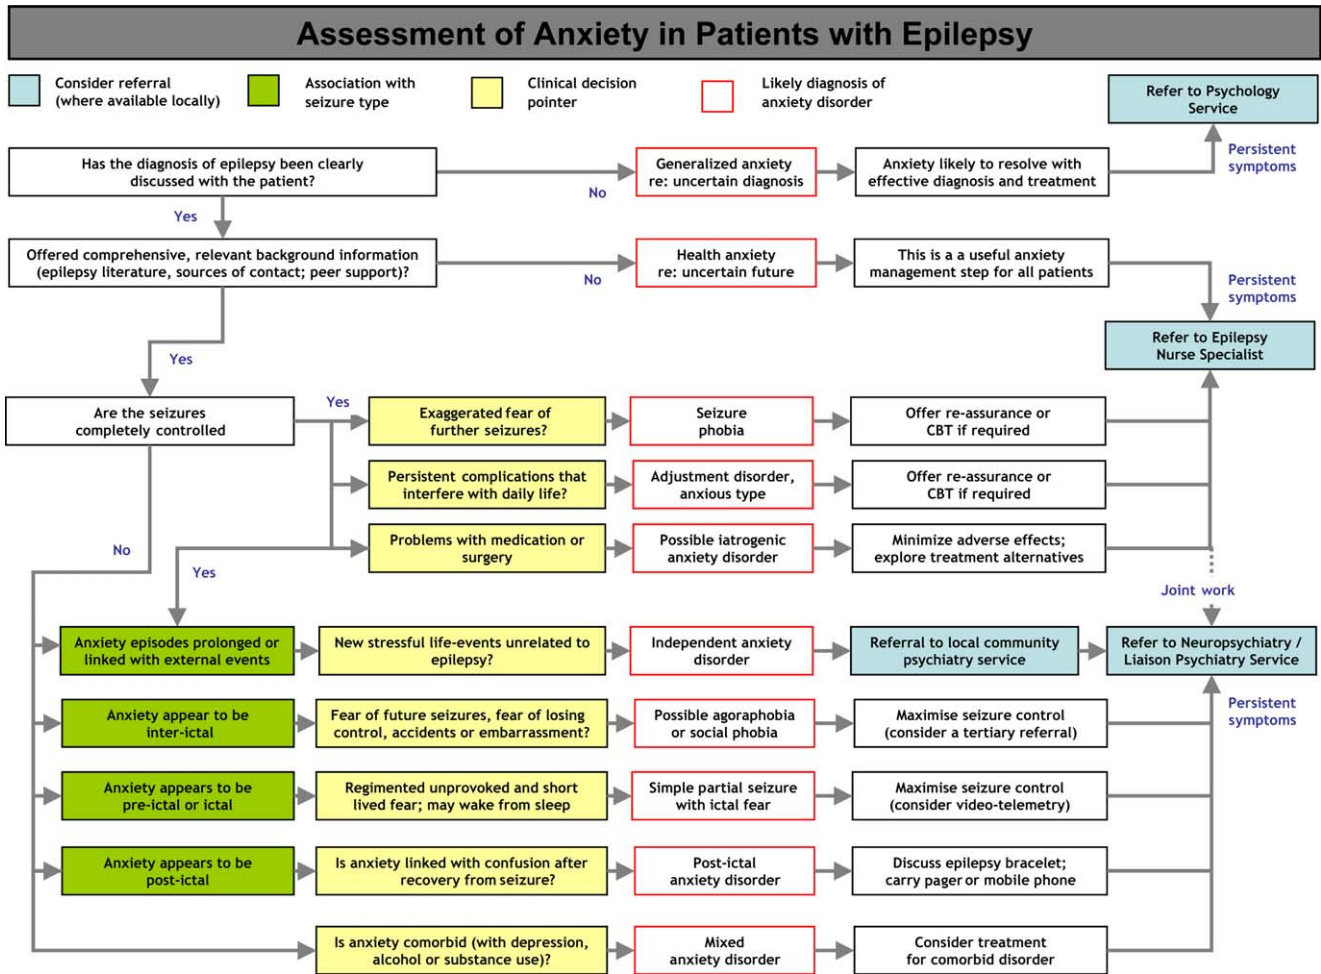 Assessment of Anxiety in Patients with Epilepsy
Consider referral
(where available locally)
Association with
seizure type
Clinical decision
pointer
Likely diagnosis of
anxiety disorder
Refer to Psychology
Service
Has the diagnosis of epilepsy been clearly
discussed with the patient?
No
Generalized anxiety
re: uncertain diagnosis
Anxiety likely to resolve with
effective diagnosis and treatment
Persistent
symptoms
Yes
Offered comprehensive, relevant background information
(epilepsy literature, sources of contact; peer support)?
No
Health anxiety
re: uncertain future
This is a a useful anxiety
management step for all patients
Persistent
symptoms
Refer to Epilepsy
Nurse Specialist
Yes
Are the seizures
completely controlled
Yes
Exaggerated fear of
further seizures?
Seizure
phobia
Offer re-assurance or
CBT if required
Persistent complications that
interfere with daily life?
Adjustment disorder,
anxious type
Offer re-assurance or
CBT if required
No
Problems with medication or
surgery
Possible iatrogenic
anxiety disorder
Minimize adverse effects;
explore treatment alternatives
Yes
Joint work
Anxiety episodes prolonged or
linked with external events
New stressful life-events unrelated to
epilepsy?
Independent anxiety
disorder
Referral to local community
psychiatry service
Refer to Neuropsychiatry /
Liaison Psychiatry Service
Persistent
symptoms
Anxiety appear to be
inter-ictal
Fear of future seizures, fear of losing
control, accidents or embarrassment?
Possible agoraphobia
or social phobia
Maximise seizure control
(consider a tertiary referral)
Anxiety appears to be
pre-ictal or ictal
Regimented unprovoked and short
lived fear; may wake from sleep
Simple partial seizure
with ictal fear
Maximise seizure control
(consider video-telemetry)
Anxiety appears to be
post-ictal
Is anxiety linked with confusion after
recovery from seizure?
Post-ictal
anxiety disorder
Discuss epilepsy bracelet;
carry pager or mobile phone
Is anxiety comorbid (with depression,
alcohol or substance use)?
Mixed
anxiety disorder
Consider treatment
for comorbid disorder